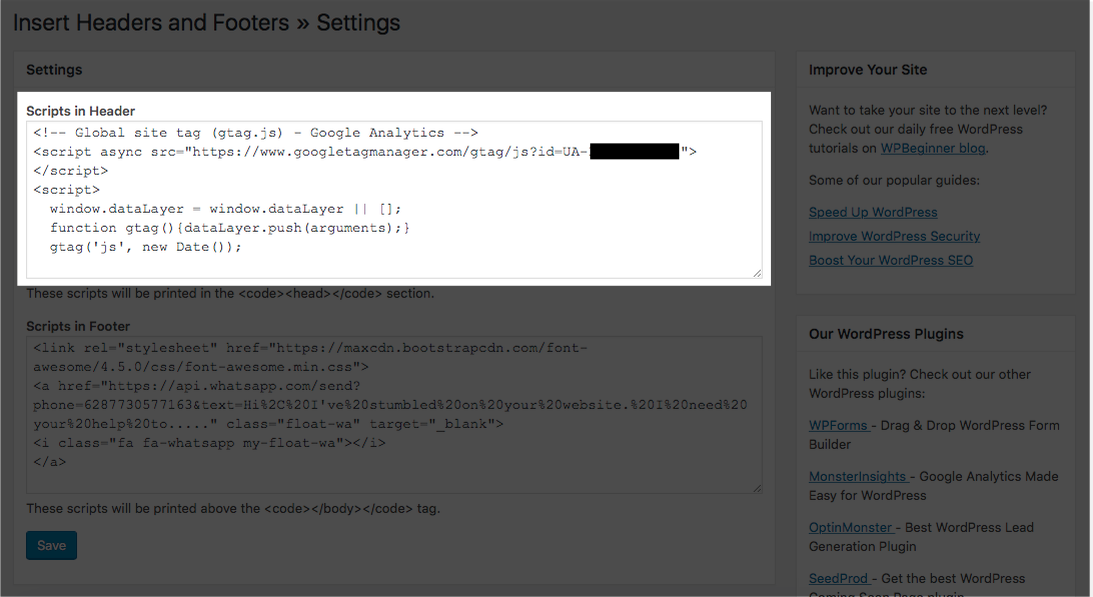 Insert Headers and Footers » Settings
Settings
Scripts in Header
<!-- Global site tag (gtag.js) - Google Analytics -->
<script async src="https://www.googletagmanager.com/gtag/js?id=UA-">
</script>
<script>
window.dataLayer = window.dataLayer || [];
function gtag(){dataLayer.push(arguments);}
gtag('js', new Date());
These scripts will be printed in the <code><head></code> section.
Scripts in Footer
<link rel="stylesheet" href="https://maxcdn.bootstrapcdn.com/font-
awesome/4.5.0/css/font-awesome.min.css">
<a href="https://api.whatsapp.com/send?
phone=6287730577163&text=Hi%2C%20I've%20stumbled%20on%20your%20website.%20I%20need%20
your%20help%20to....." class="float-wa" target="_blank">
<i class="fa fa-whatsapp my-float-wa"></i>
</a>
These scripts will be printed above the <code></body></code> tag.
Save
Improve Your Site
Want to take your site to the next level?
Check out our daily free WordPress
tutorials on WPBeginner blog.
Some of our popular guides:
Speed Up WordPress
Improve WordPress Security
Boost Your WordPress SEO
Our WordPress Plugins
Like this plugin? Check out our other
WordPress plugins:
WPForms - Drag & Drop WordPress Form
Builder
MonsterInsights - Google Analytics Made
Easy for WordPress
OptinMonster - Best WordPress Lead
Generation Plugin
SeedProd - Get the best WordPress
Coming Soon Page plugin